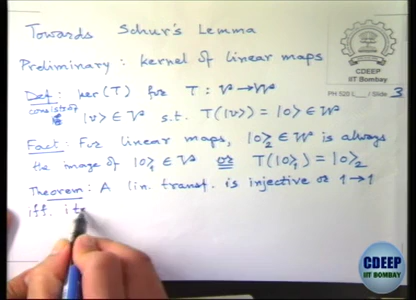 Towards Schur's Lemma
Preliminary : kernel of linear maps
CDEEP
IIT Bombay
PH 520 L / Slide 3
Def: ker(T) for T : V → W
consists of |v⟩ ∈ V s.t. T(|v⟩) = |0⟩ ∈ W
Fact: For linear maps, |0⟩₂ ∈ W is always
the image of |0⟩₁ ∈ V or T(|0⟩₁) = |0⟩₂
Theorem: A lin. transf. is injective or 1→1
iff. its
CDEEP
IIT BOMBAY